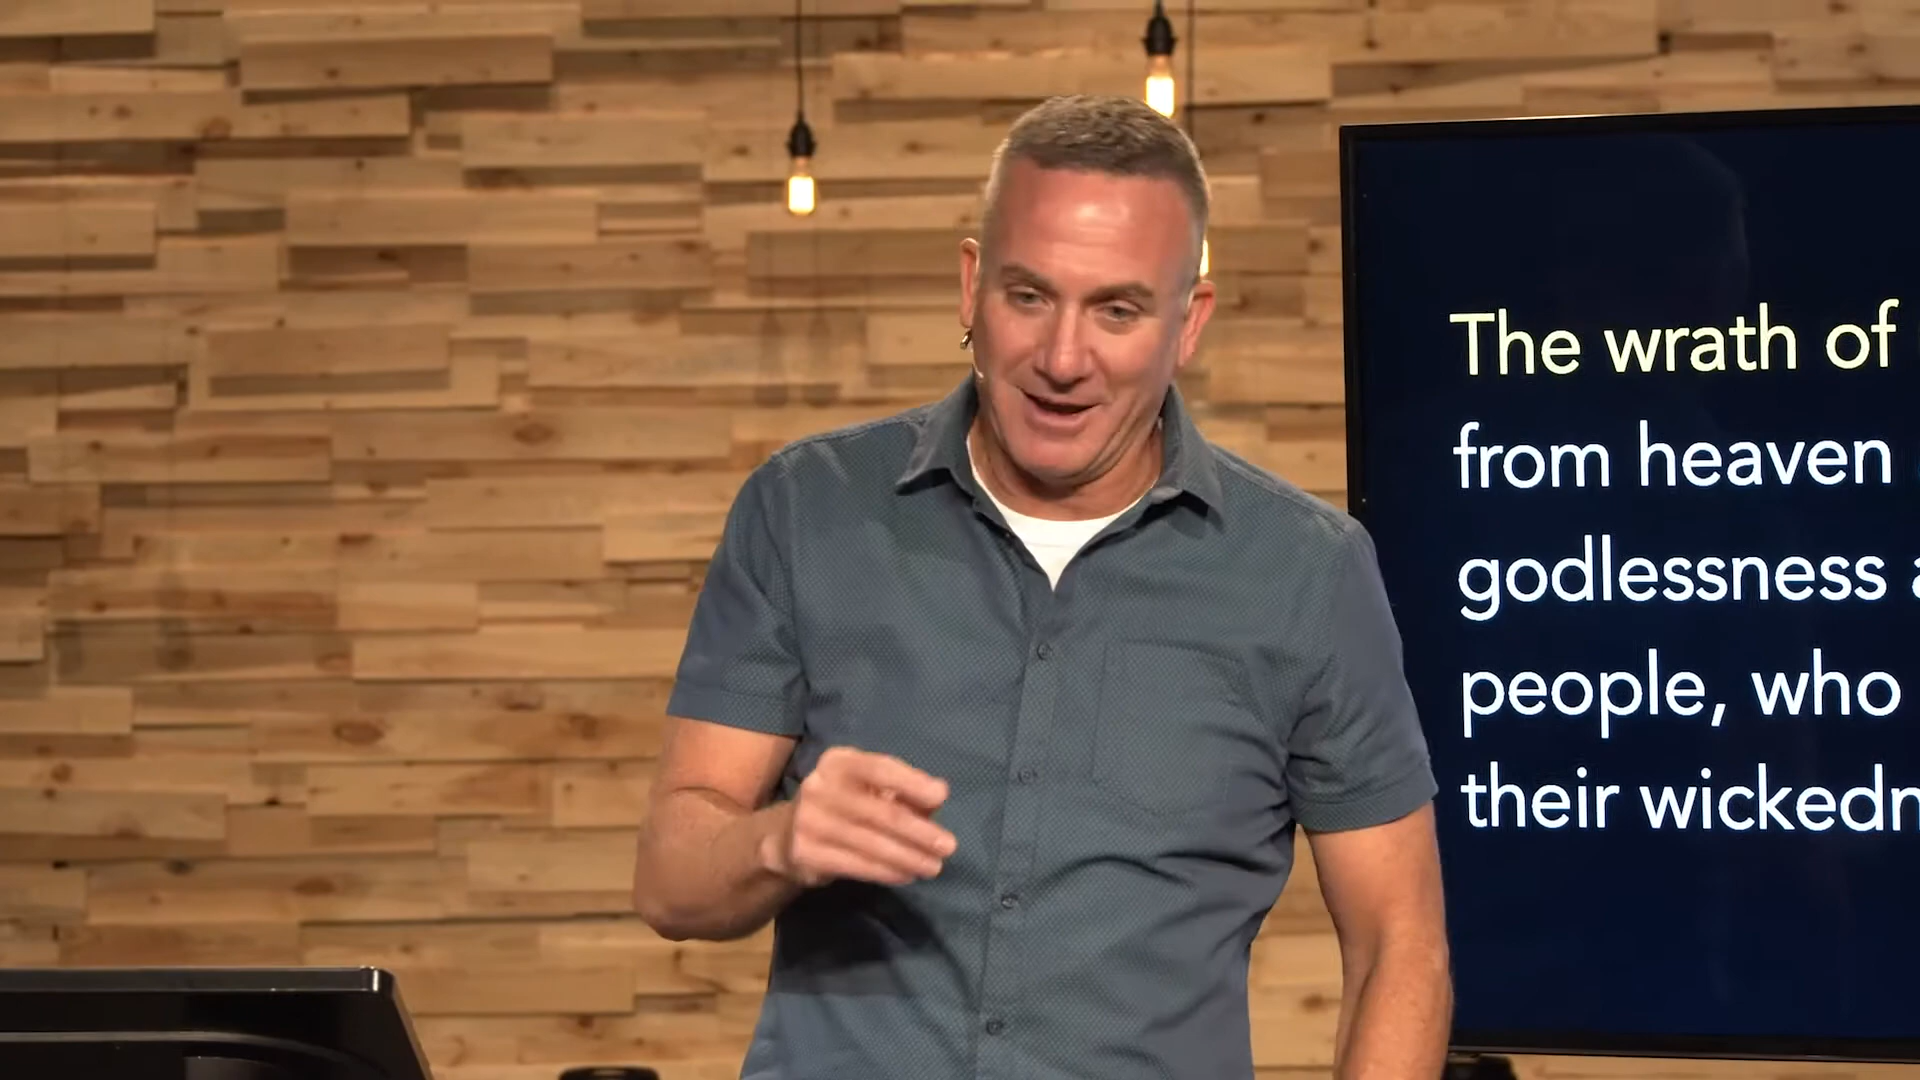 The wrath of
from heaven
godlessness a
people, who
their wickedn